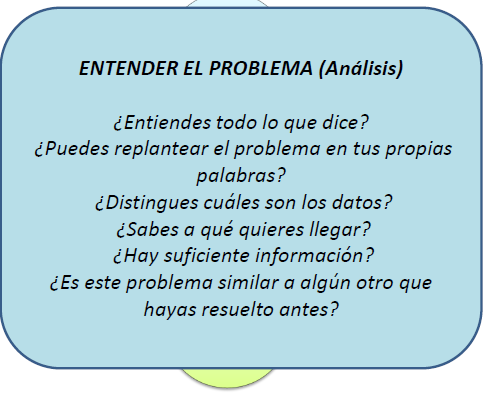 ENTENDER EL PROBLEMA (Análisis)
¿Entiendes todo lo que dice?
¿Puedes replantear el problema en tus propias
palabras?
¿Distingues cuáles son los datos?
¿Sabes a qué quieres llegar?
¿Hay suficiente información?
¿Es este problema similar a algún otro que
hayas resuelto antes?